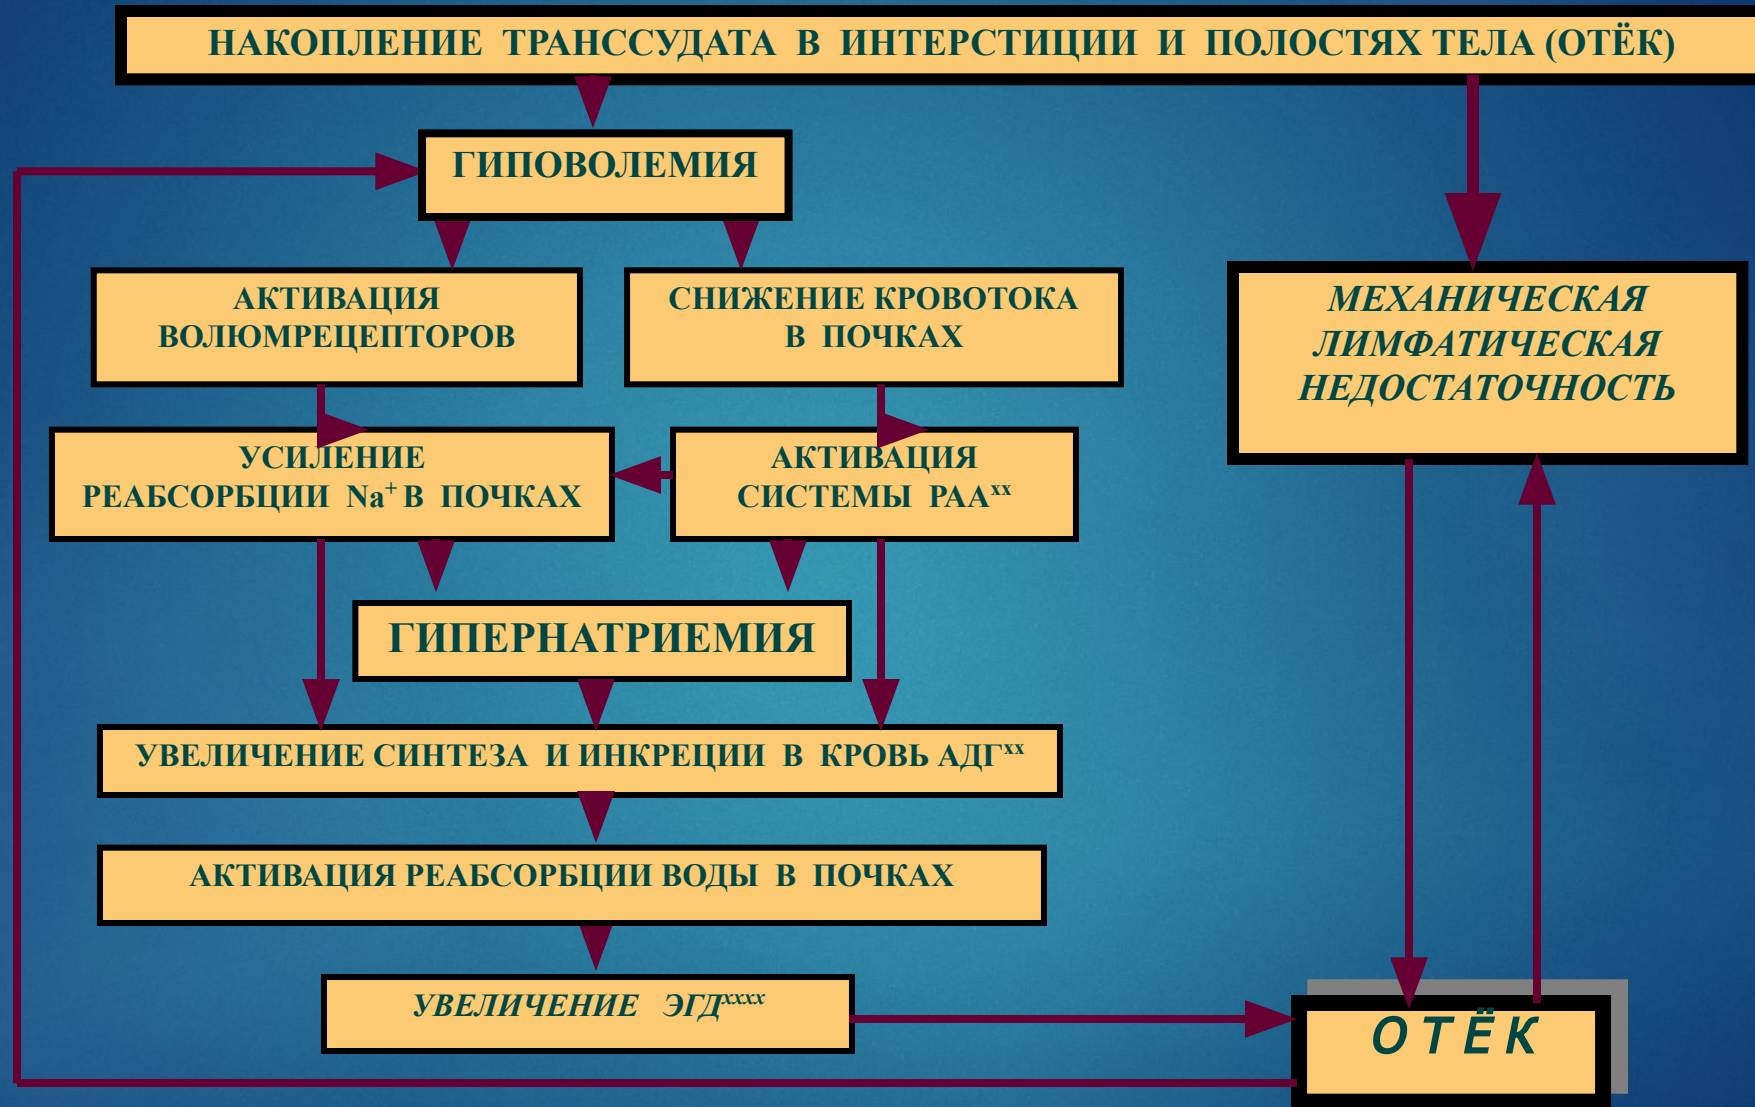 НАКОПЛЕНИЕ ТРАНССУДАТА В ИНТЕРСТИЦИИ И ПОЛОСТЯХ ТЕЛА (ОТЁК)
ГИПОВОЛЕМИЯ
АКТИВАЦИЯ
ВОЛЮМРЕЦЕПТОРОВ
СНИЖЕНИЕ КРОВОТОКА
В ПОЧКАХ
МЕХАНИЧЕСКАЯ
ЛИМФАТИЧЕСКАЯ
НЕДОСТАТОЧНОСТЬ
УСИЛЕНИЕ
РЕАБСОРБЦИИ Na⁺ В ПОЧКАХ
АКТИВАЦИЯ
СИСТЕМЫ РААˣˣ
ГИПЕРНАТРИЕМИЯ
УВЕЛИЧЕНИЕ СИНТЕЗА И ИНКРЕЦИИ В КРОВЬ АДГˣˣ
АКТИВАЦИЯ РЕАБСОРБЦИИ ВОДЫ В ПОЧКАХ
УВЕЛИЧЕНИЕ ЭГДˣˣˣˣ
О Т Ё К